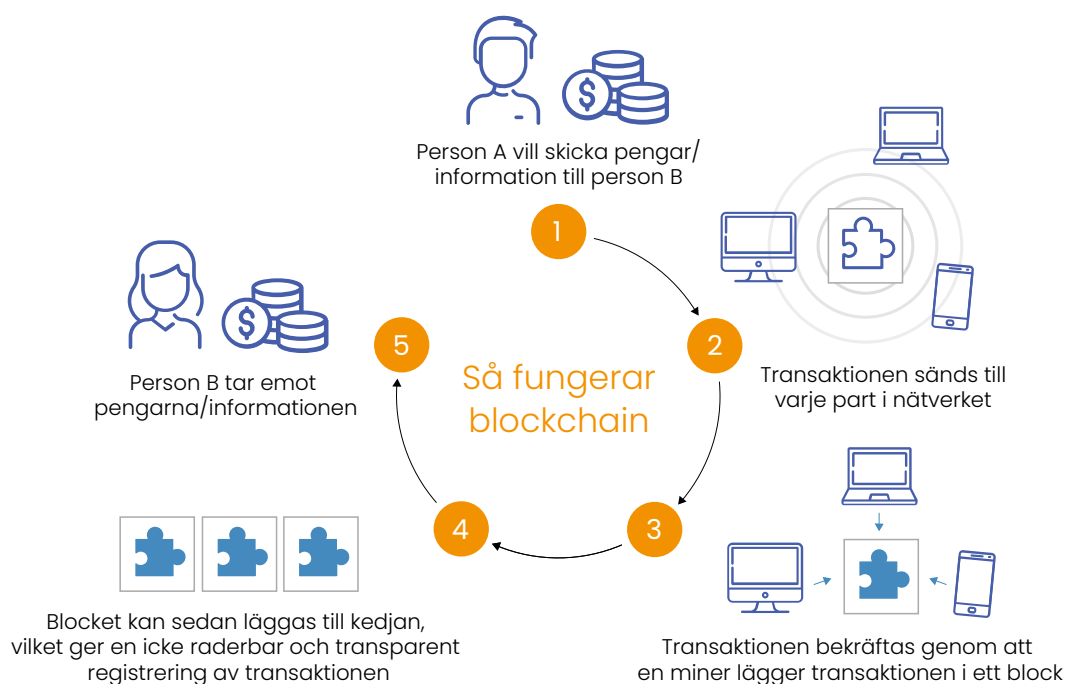 Person A vill skicka pengar/
information till person B
1
2
Transaktionen sänds till
varje part i nätverket
3
Transaktionen bekräftas genom att
en miner lägger transaktionen i ett block
4
Blocket kan sedan läggas till kedjan,
vilket ger en icke raderbar och transparent
registrering av transaktionen
5
Person B tar emot
pengarna/informationen
Så fungerar
blockchain
$
$